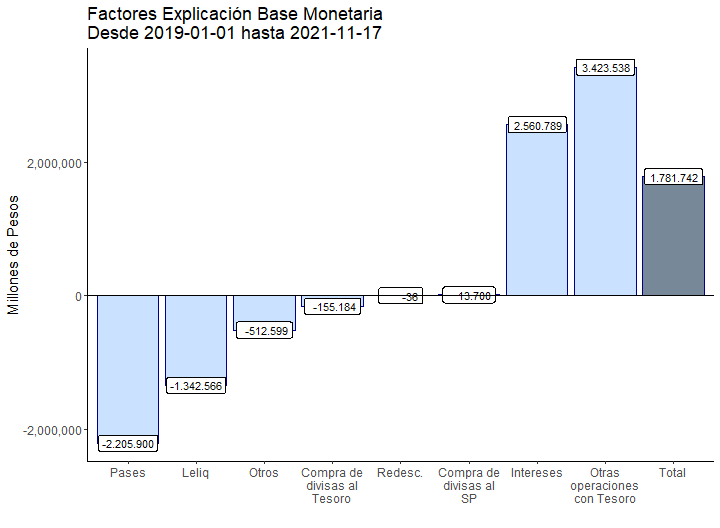 Factores Explicación Base Monetaria
Desde 2019-01-01 hasta 2021-11-17
Millones de Pesos
2,000,000
0
-2,000,000
-2.205.900
-1.342.566
-512.599
-155.184
-36
13.700
2.560.789
3.423.538
1.781.742
Pases
Leliq
Otros
Compra de
divisas al
Tesoro
Redesc.
Compra de
divisas al
SP
Intereses
Otras
operaciones
con Tesoro
Total